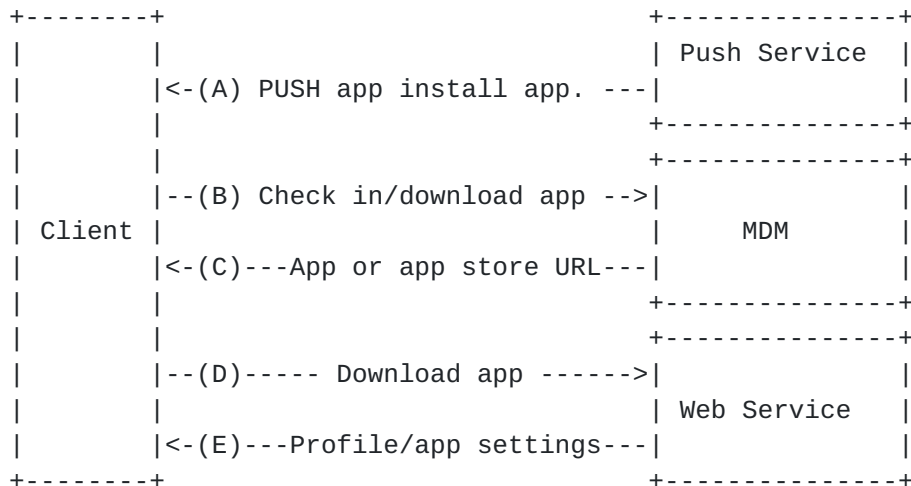 +--------+                                  +---------------+
|        |                                  | Push Service  |
|        |<-(A) PUSH app install app. ---|               |
|        |                                  +---------------+
|        |                                  +---------------+
|        |--(B) Check in/download app -->|               |
| Client |                                  |     MDM       |
|        |<-(C)---App or app store URL---|               |
|        |                                  +---------------+
|        |                                  +---------------+
|        |--(D)----- Download app ------>|               |
|        |                                  | Web Service   |
|        |<-(E)---Profile/app settings---|               |
+--------+                                  +---------------+